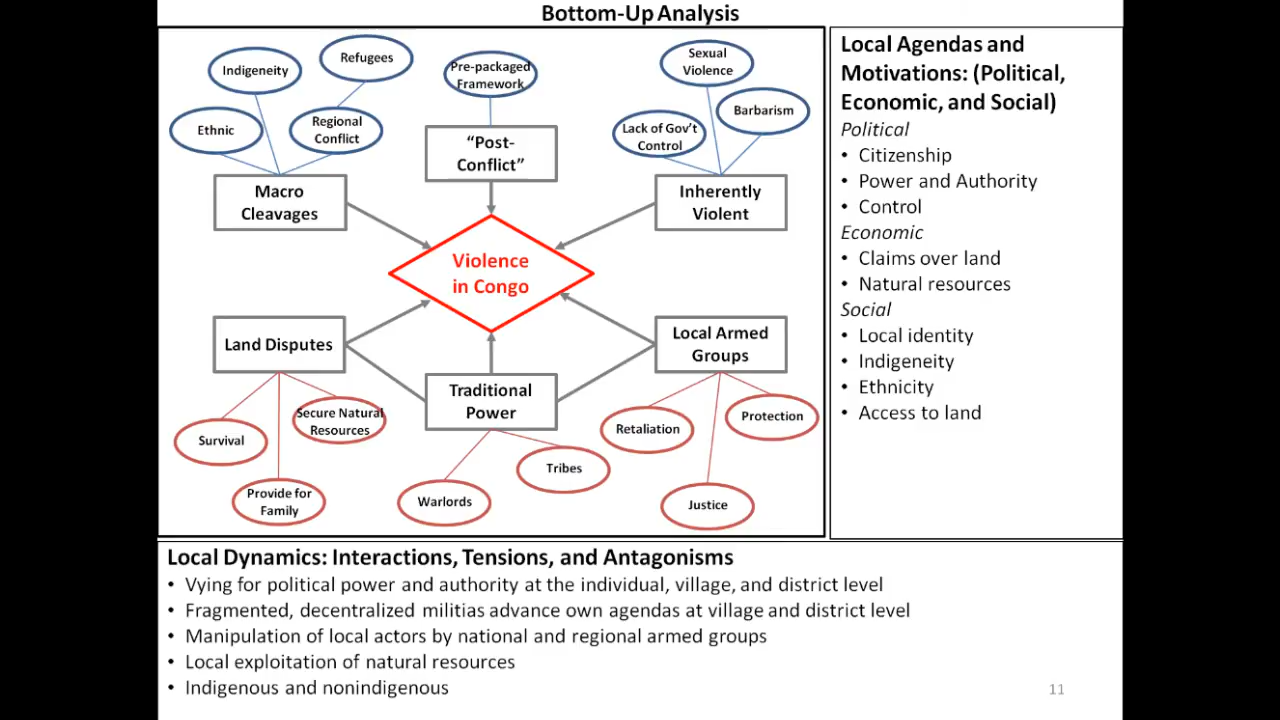 Bottom-Up Analysis
Indigeneity
Refugees
Ethnic
Regional
Conflict
Macro
Cleavages
Pre-packaged
Framework
“Post-
Conflict”
Sexual
Violence
Barbarism
Lack of Gov’t
Control
Inherently
Violent
Violence
in Congo
Land Disputes
Survival
Secure Natural
Resources
Provide for
Family
Traditional
Power
Warlords
Tribes
Local Armed
Groups
Retaliation
Protection
Justice
Local Agendas and
Motivations: (Political,
Economic, and Social)
Political
• Citizenship
• Power and Authority
• Control
Economic
• Claims over land
• Natural resources
Social
• Local identity
• Indigeneity
• Ethnicity
• Access to land
Local Dynamics: Interactions, Tensions, and Antagonisms
• Vying for political power and authority at the individual, village, and district level
• Fragmented, decentralized militias advance own agendas at village and district level
• Manipulation of local actors by national and regional armed groups
• Local exploitation of natural resources
• Indigenous and nonindigenous
11